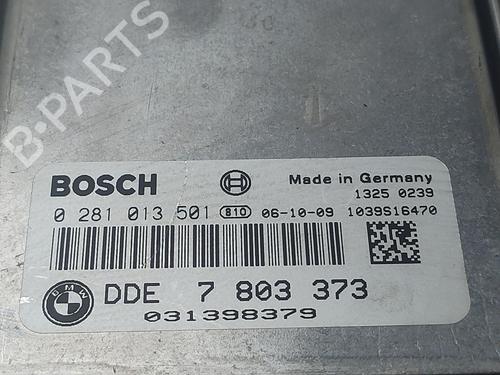 B-PARTS
BOSCH
Made in Germany
1325 0239
0 281 013 501 810 06-10-09 1039S16470
BMW
DDE 7 803 373
031398379